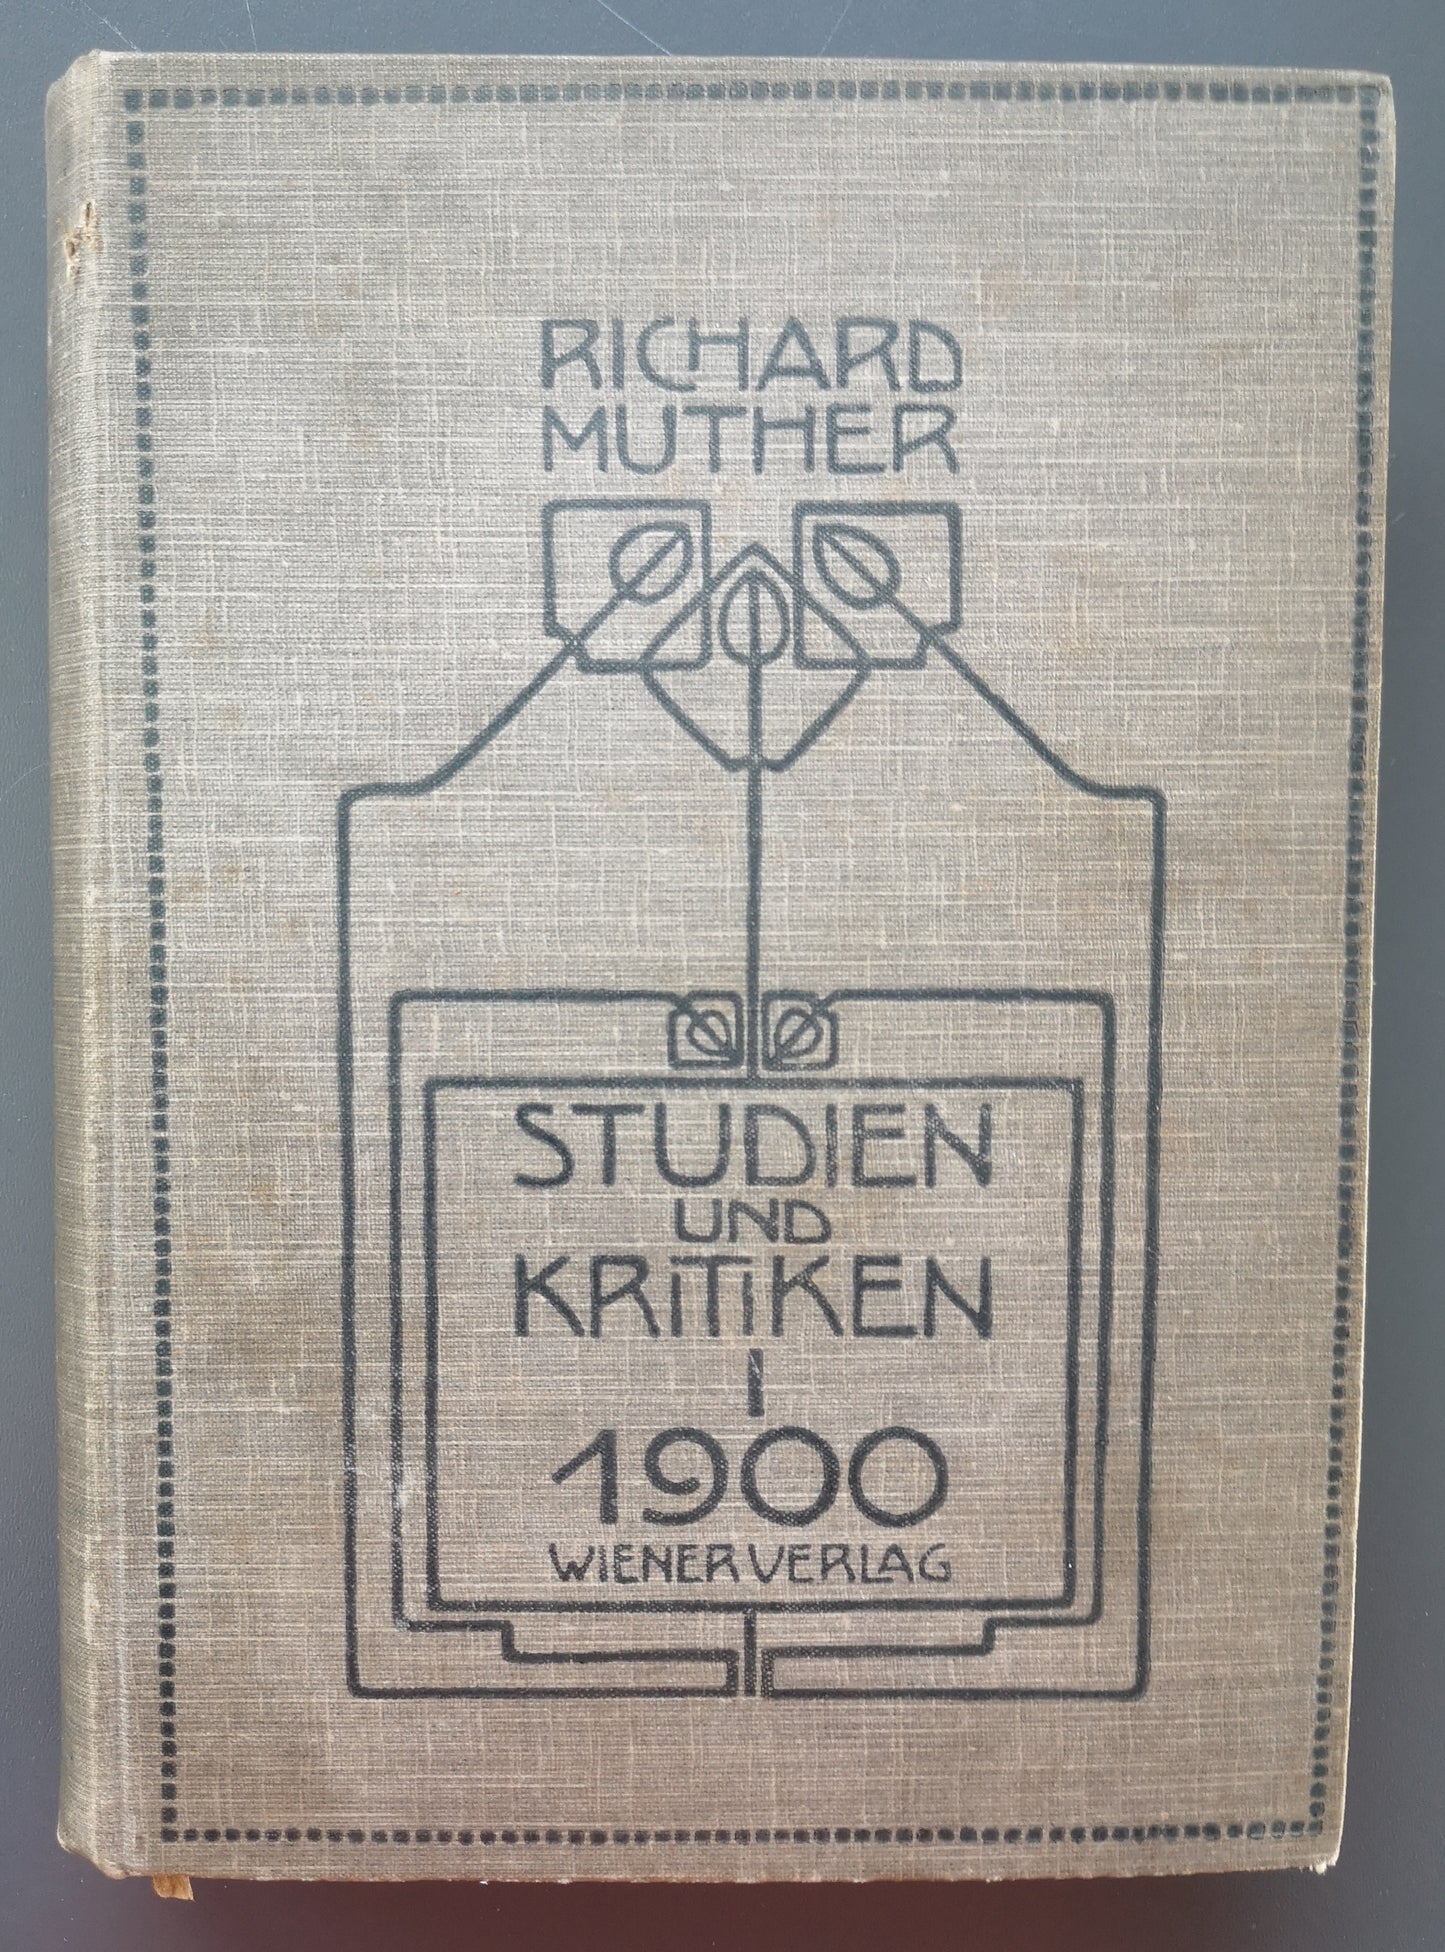 RICHARD
MUTHER
STUDIEN
UND
KRITIKEN
I
1900
WIENER VERLAG